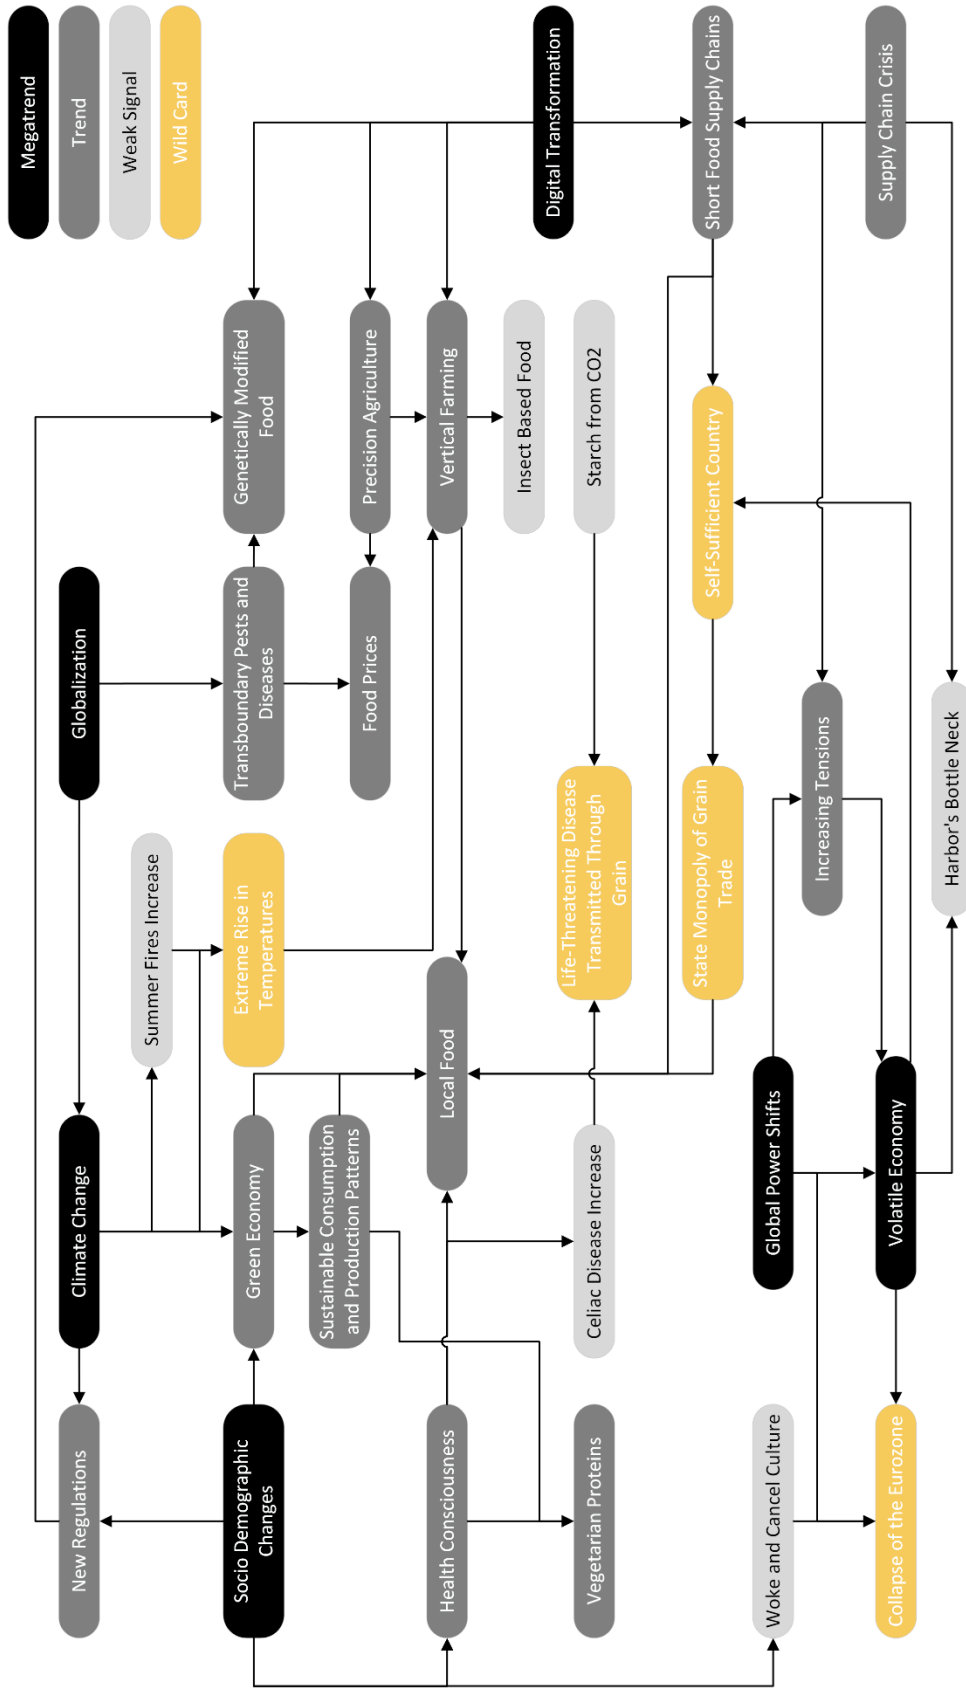 Megatrend
Trend
Weak Signal
Wild Card
New Regulations
Climate Change
Globalization
Summer Fires Increase
Socio Demographic
Changes
Green Economy
Extreme Rise in
Temperatures
Transboundary Pests and
Diseases
Genetically Modified
Food
Sustainable Consumption
and Production Patterns
Food Prices
Precision Agriculture
Health Consciousness
Local Food
Vertical Farming
Insect Based Food
Digital Transformation
Vegetarian Proteins
Celiac Disease Increase
Life-Threatening Disease
Transmitted Through
Grain
Starch from CO2
State Monopoly of Grain
Trade
Self-Sufficient Country
Short Food Supply Chains
Woke and Cancel Culture
Global Power Shifts
Increasing Tensions
Supply Chain Crisis
Collapse of the Eurozone
Volatile Economy
Harbor's Bottle Neck